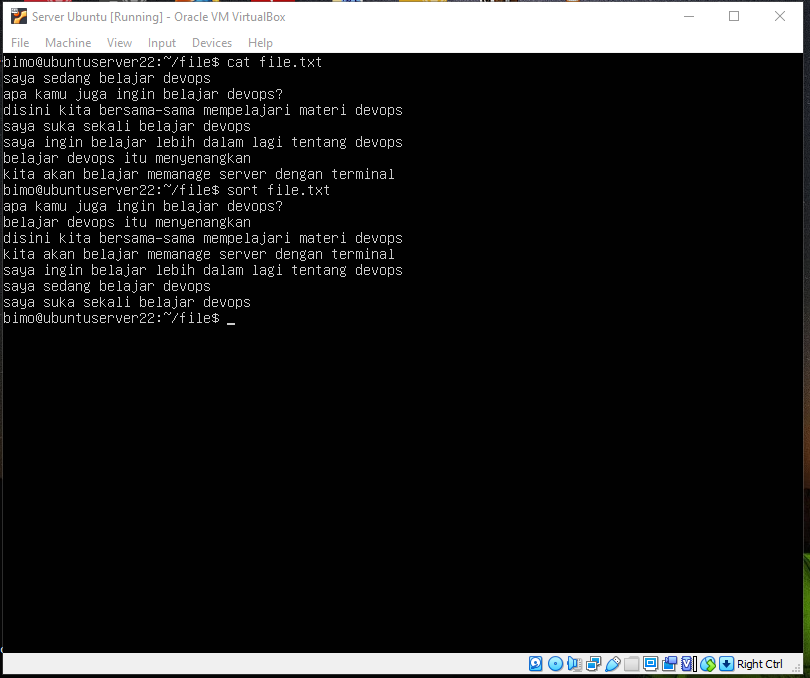 Server Ubuntu [Running] - Oracle VM VirtualBox
File Machine View Input Devices Help
bimo@ubuntuserver22:~/file$ cat file.txt
saya sedang belajar devops
apa kamu juga ingin belajar devops?
disini kita bersama-sama mempelajari materi devops
saya suka sekali belajar devops
saya ingin belajar lebih dalam lagi tentang devops
belajar devops itu menyenangkan
kita akan belajar memanage server dengan terminal
bimo@ubuntuserver22:~/file$ sort file.txt
apa kamu juga ingin belajar devops?
belajar devops itu menyenangkan
disini kita bersama-sama mempelajari materi devops
kita akan belajar memanage server dengan terminal
saya ingin belajar lebih dalam lagi tentang devops
saya sedang belajar devops
saya suka sekali belajar devops
bimo@ubuntuserver22:~/file$ _
Right Ctrl